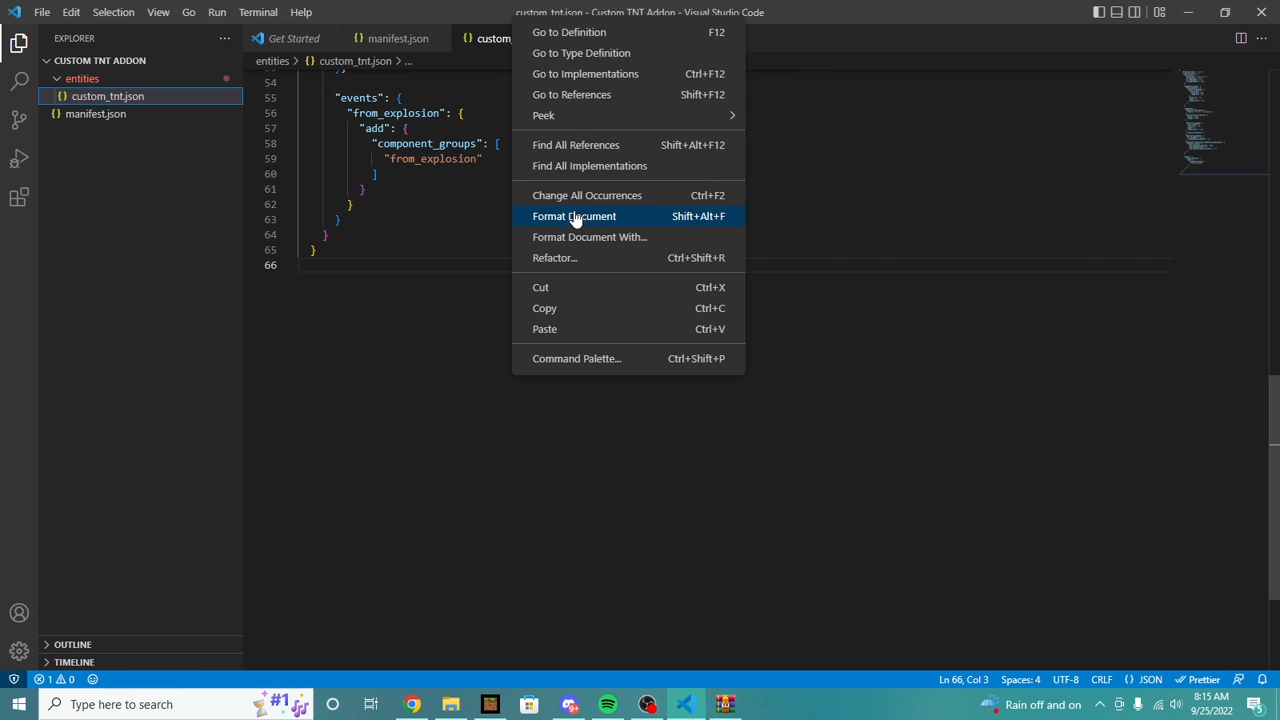 File Edit Selection View Go Run Terminal Help
custom_tnt.json - Custom TNT Addon - Visual Studio Code
EXPLORER
Get Started
manifest.json
custom_
CUSTOM TNT ADDON
entities
custom_tnt.json
manifest.json
entities > {} custom_tnt.json > ...
54
55 "events": {
56 "from_explosion": {
57 "add": {
58 "component_groups": [
59 "from_explosion"
60 ]
61 }
62 }
63 }
64 }
65 }
66
Go to Definition F12
Go to Type Definition
Go to Implementations Ctrl+F12
Go to References Shift+F12
Peek
Find All References Shift+Alt+F12
Find All Implementations
Change All Occurrences Ctrl+F2
Format Document Shift+Alt+F
Format Document With...
Refactor... Ctrl+Shift+R
Cut Ctrl+X
Copy Ctrl+C
Paste Ctrl+V
Command Palette... Ctrl+Shift+P
OUTLINE
TIMELINE
1 0 Ln 66, Col 3 Spaces: 4 UTF-8 CRLF {} JSON Prettier
Type here to search
#1
Rain off and on
8:15 AM
9/25/2022
5